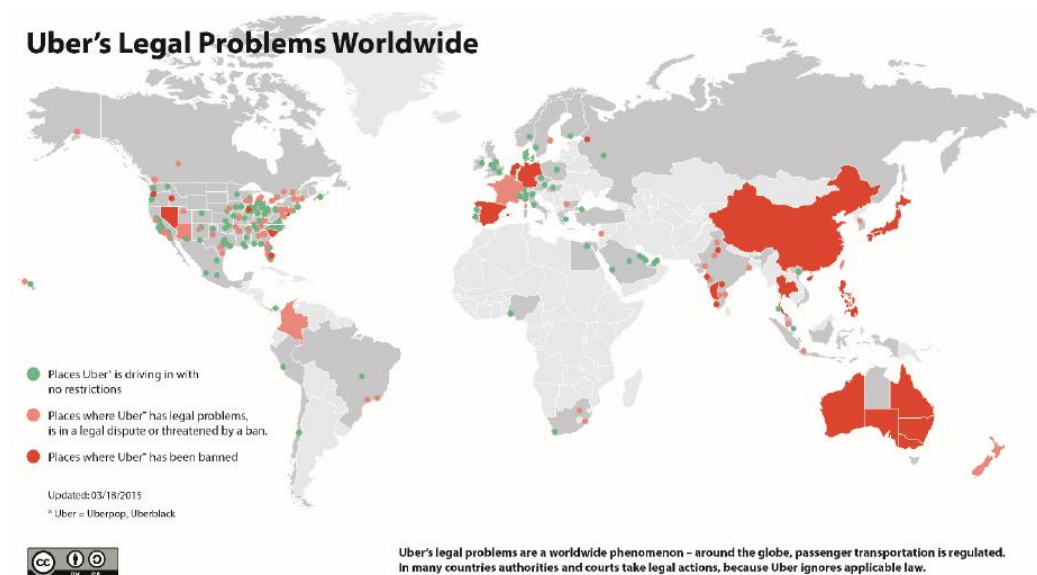 Uber's Legal Problems Worldwide
Places Uber* is driving in with
no restrictions
Places where Uber* has legal problems,
is in a legal dispute or threatened by a ban.
Places where Uber* has been banned
Updated: 03/18/2015
* Uber = Uberpop, Uberblack
cc
Uber's legal problems are a worldwide phenomenon – around the globe, passenger transportation is regulated.
In many countries authorities and courts take legal actions, because Uber ignores applicable law.